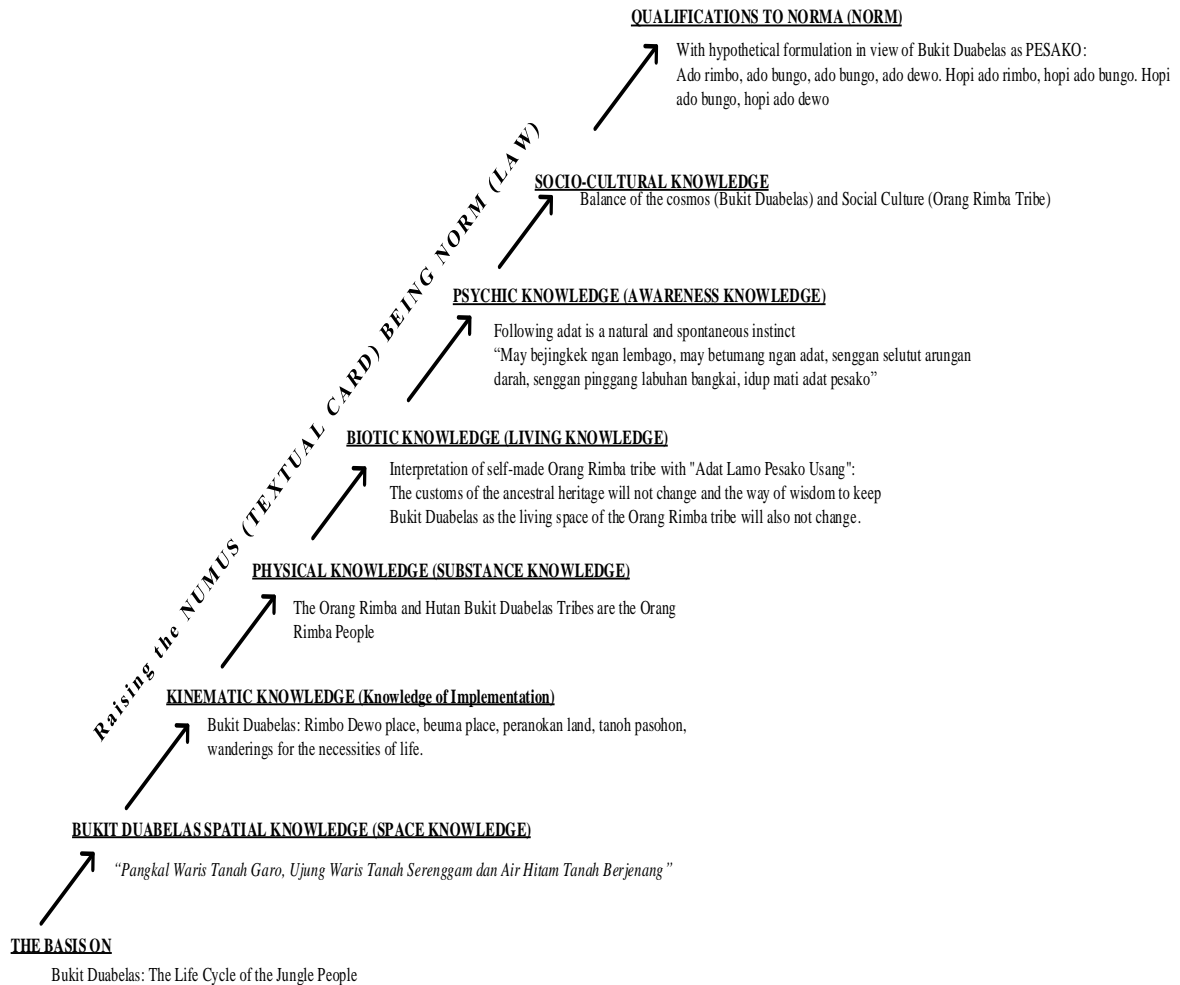 QUALIFICATIONS TO NORMA (NORM)
With hypothetical formulation in view of Bukit Duabelas as PESAKO:
Ado rimbo, ado bungo, ado bungo, ado dewo. Hopi ado rimbo, hopi ado bungo. Hopi
ado bungo, hopi ado dewo
SOCIO-CULTURAL KNOWLEDGE
Balance of the cosmos (Bukit Duabelas) and Social Culture (Orang Rimba Tribe)
PSYCHIC KNOWLEDGE (AWARENESS KNOWLEDGE)
Following adat is a natural and spontaneous instinct
“May bejingkek ngan lembago, may betumang ngan adat, senggan selutut arungan
darah, senggan pinggang labuhan bangkai, idup mati adat pesako”
BIOTIC KNOWLEDGE (LIVING KNOWLEDGE)
Interpretation of self-made Orang Rimba tribe with "Adat Lamo Pesako Usang":
The customs of the ancestral heritage will not change and the way of wisdom to keep
Bukit Duabelas as the living space of the Orang Rimba tribe will also not change.
PHYSICAL KNOWLEDGE (SUBSTANCE KNOWLEDGE)
The Orang Rimba and Hutan Bukit Duabelas Tribes are the Orang
Rimba People
KINEMATIC KNOWLEDGE (Knowledge of Implementation)
Bukit Duabelas: Rimbo Dewo place, beuma place, peranokan land, tanoh pasohon,
wanderings for the necessities of life.
BUKIT DUABELAS SPATIAL KNOWLEDGE (SPACE KNOWLEDGE)
“Pangkal Waris Tanah Garo, Ujung Waris Tanah Serenggam dan Air Hitam Tanah Berjenang”
THE BASIS ON
Bukit Duabelas: The Life Cycle of the Jungle People
Raising the NUMUS (TEXTUAL CARD) BEING NORM (LAW)